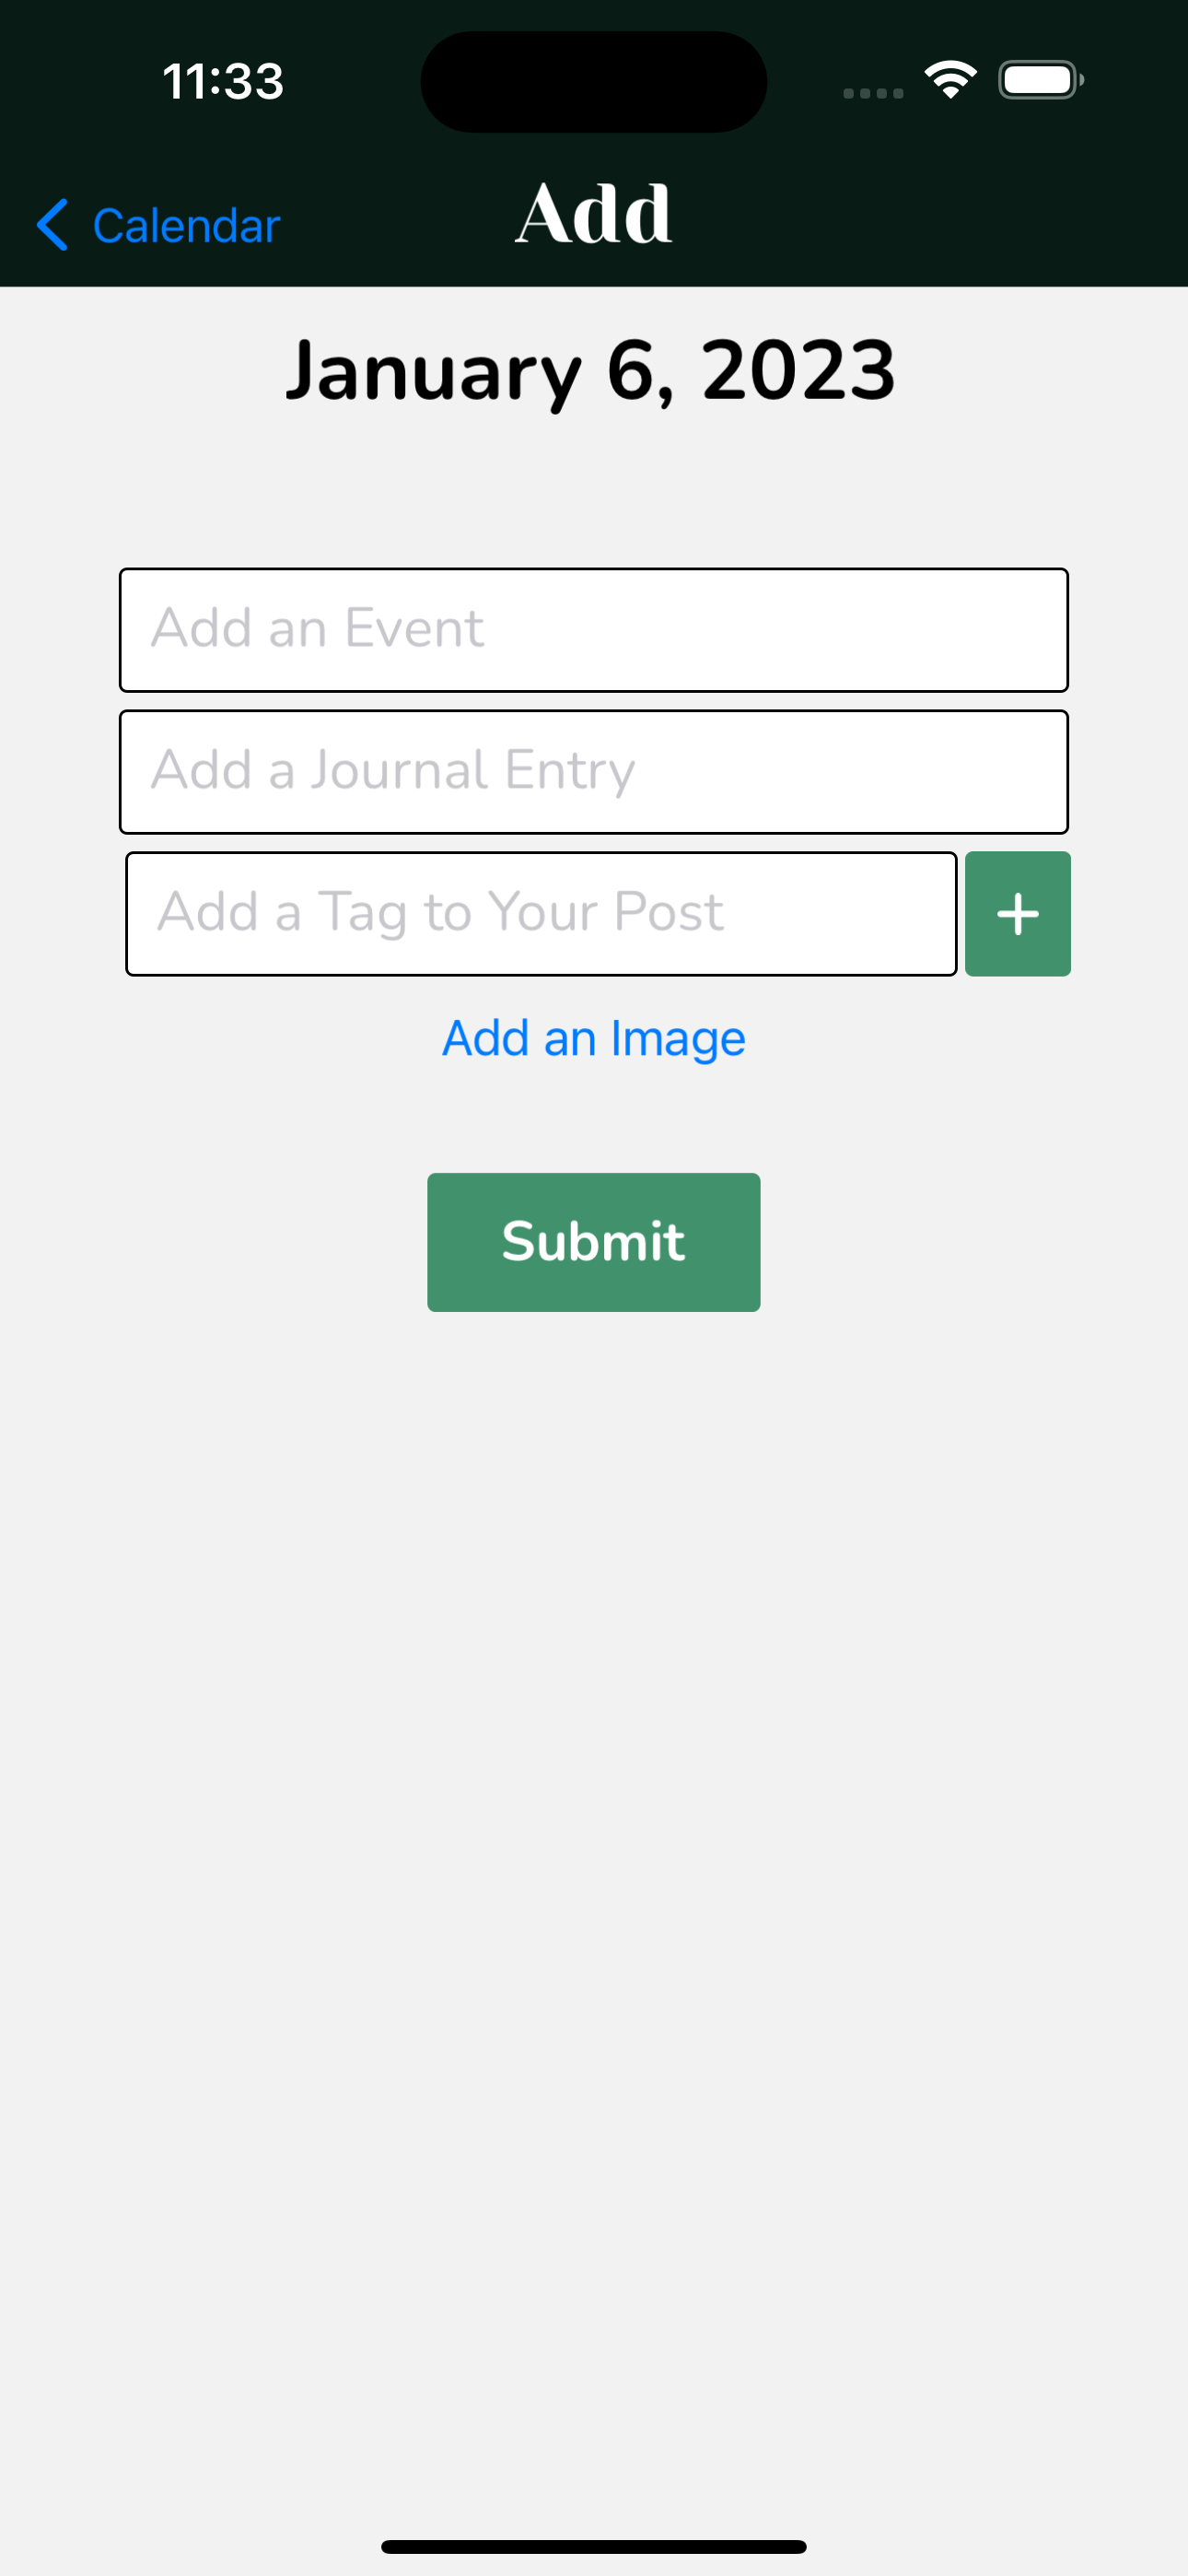 11:33
Calendar
Add
January 6, 2023
Add an Event
Add a Journal Entry
Add a Tag to Your Post
+
Add an Image
Submit